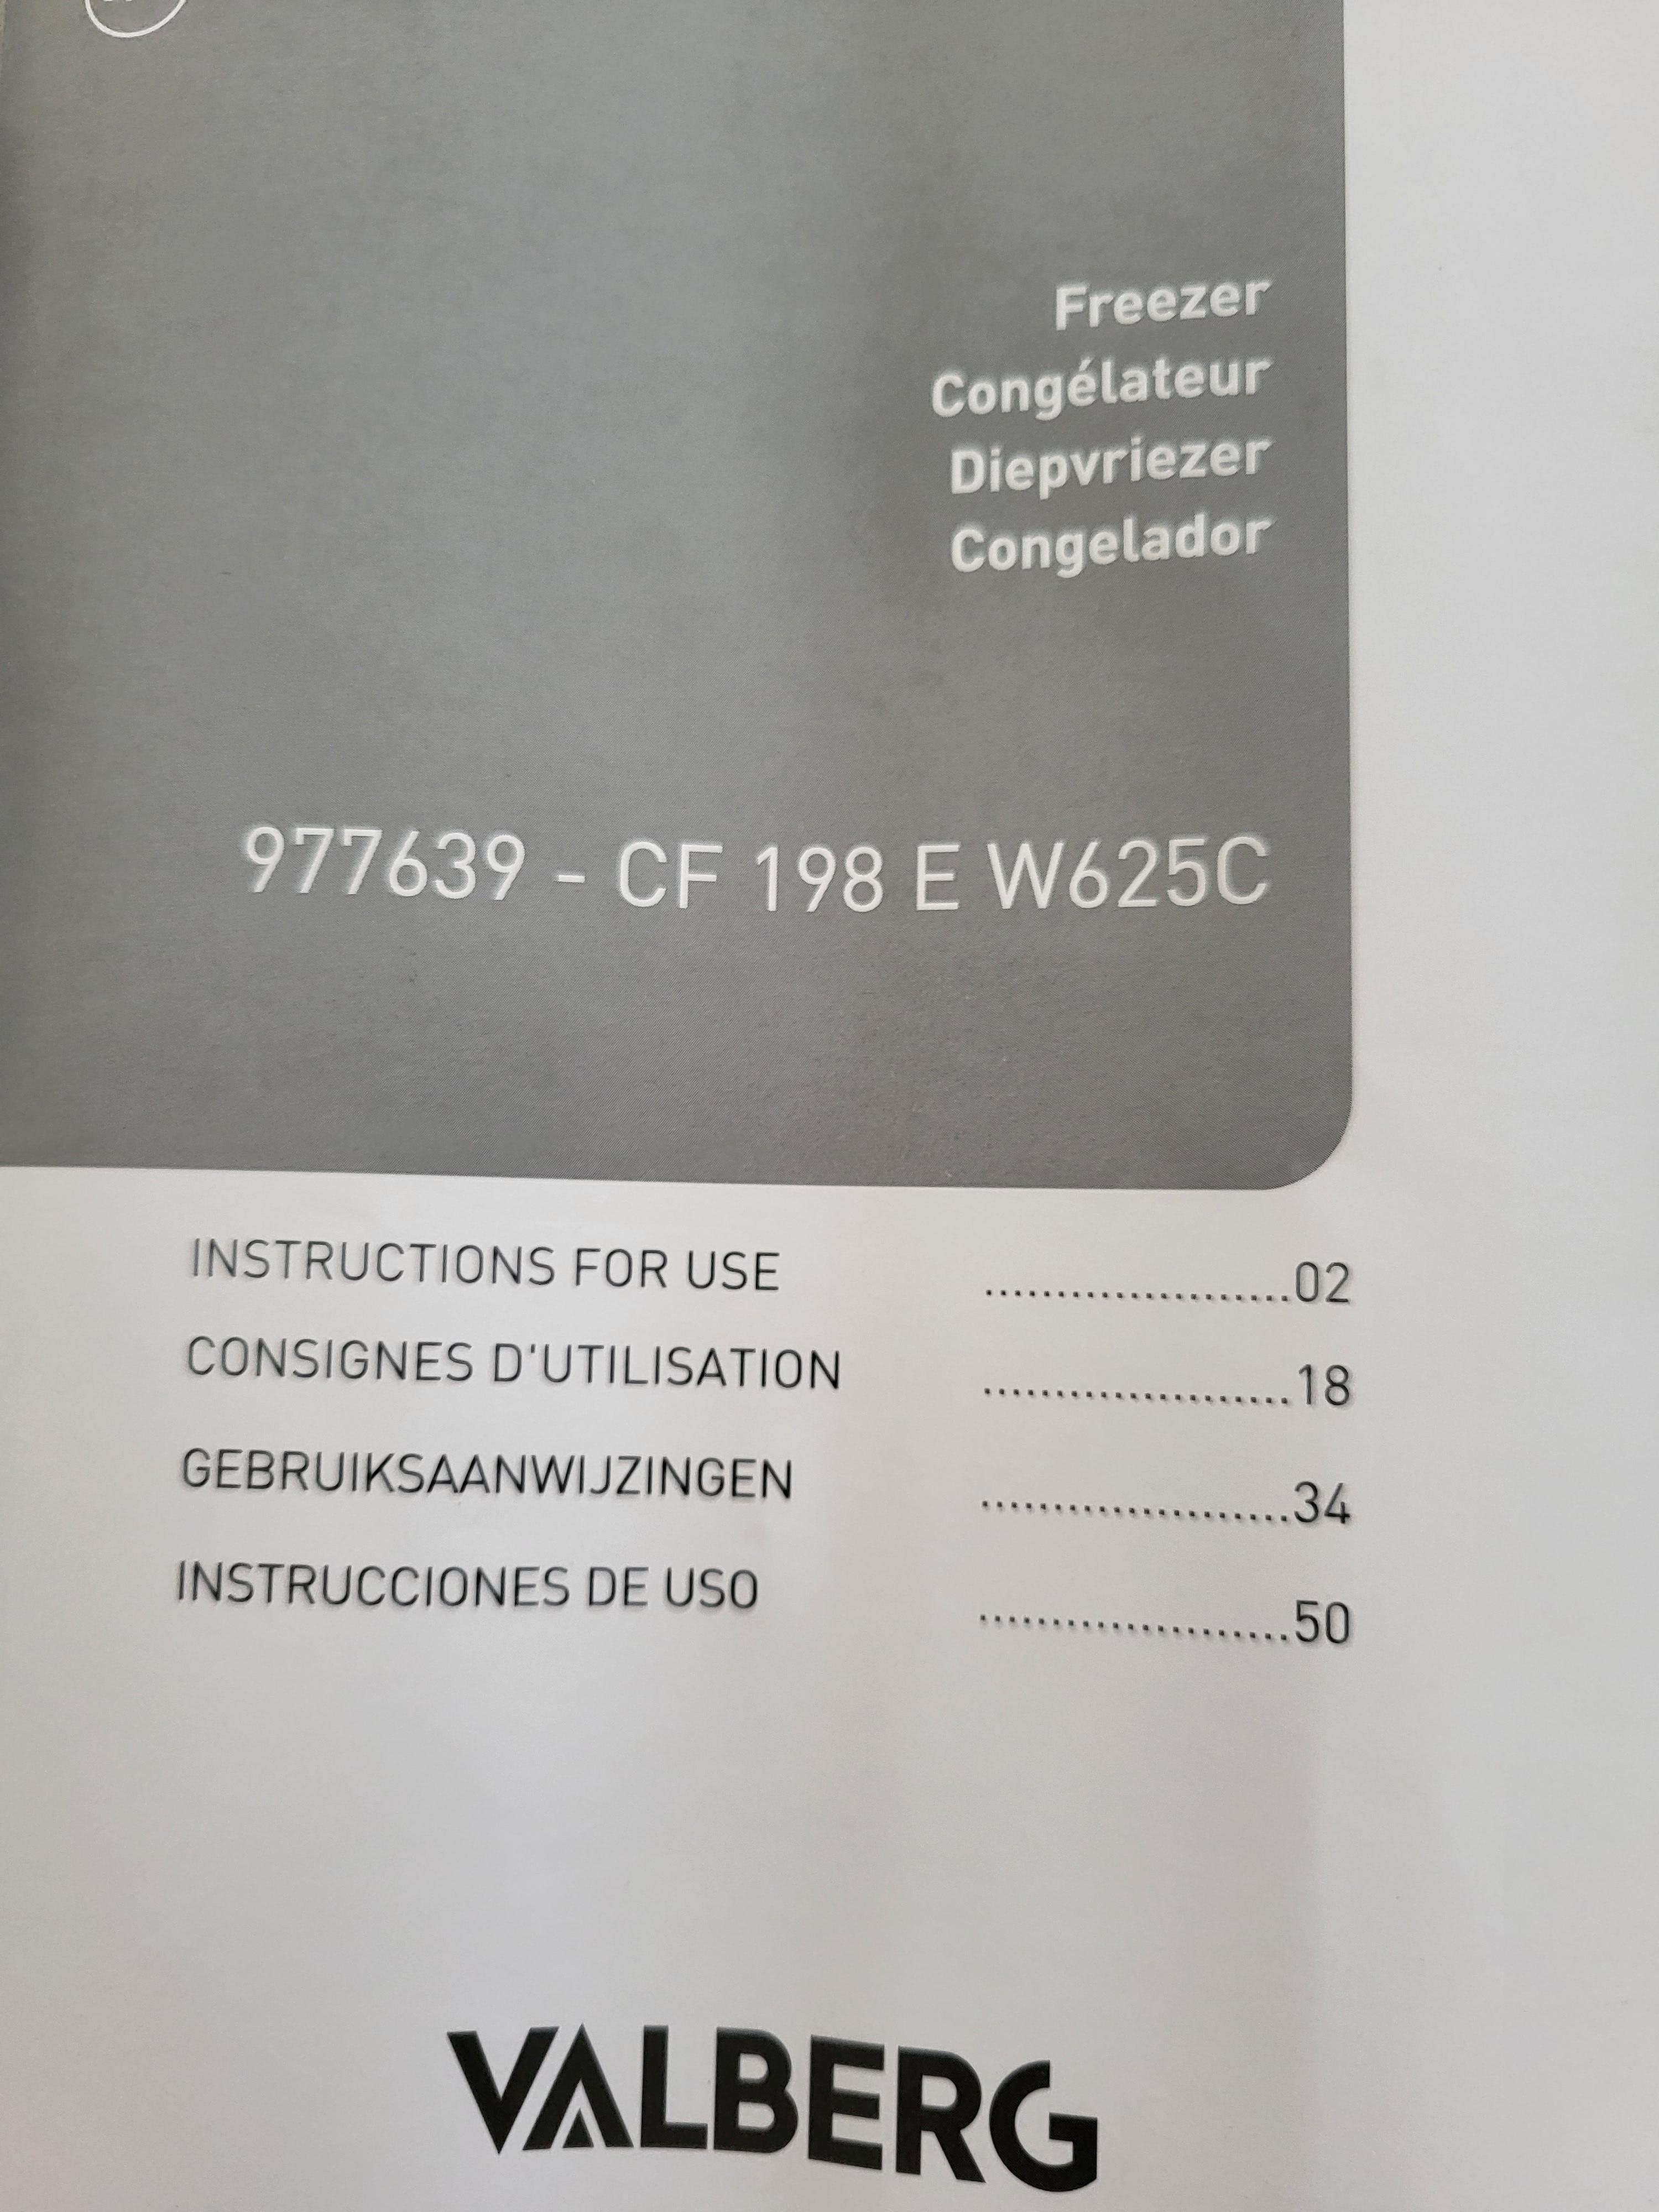 Freezer
Congélateur
Diepvriezer
Congelador
977639 - CF 198 E W625C
INSTRUCTIONS FOR USE .....................02
CONSIGNES D'UTILISATION .....................18
GEBRUIKSAANWIJZINGEN .....................34
INSTRUCCIONES DE USO .....................50
VALBERG